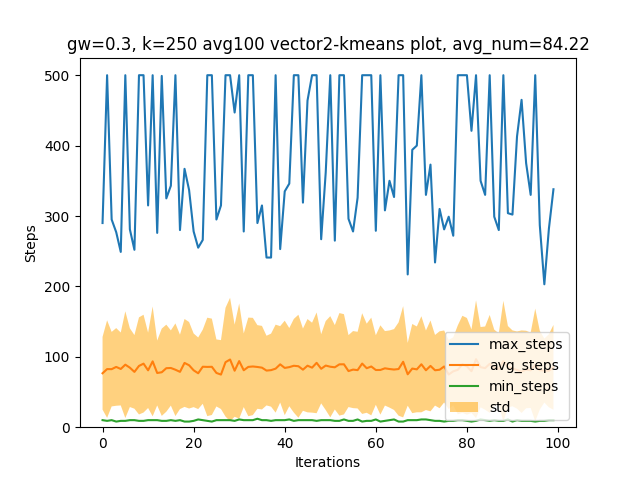 gw=0.3, k=250 avg100 vector2-kmeans plot, avg_num=84.22
500
400
300
200
100
0
Steps
max_steps
avg_steps
min_steps
std
0
20
40
60
80
100
Iterations